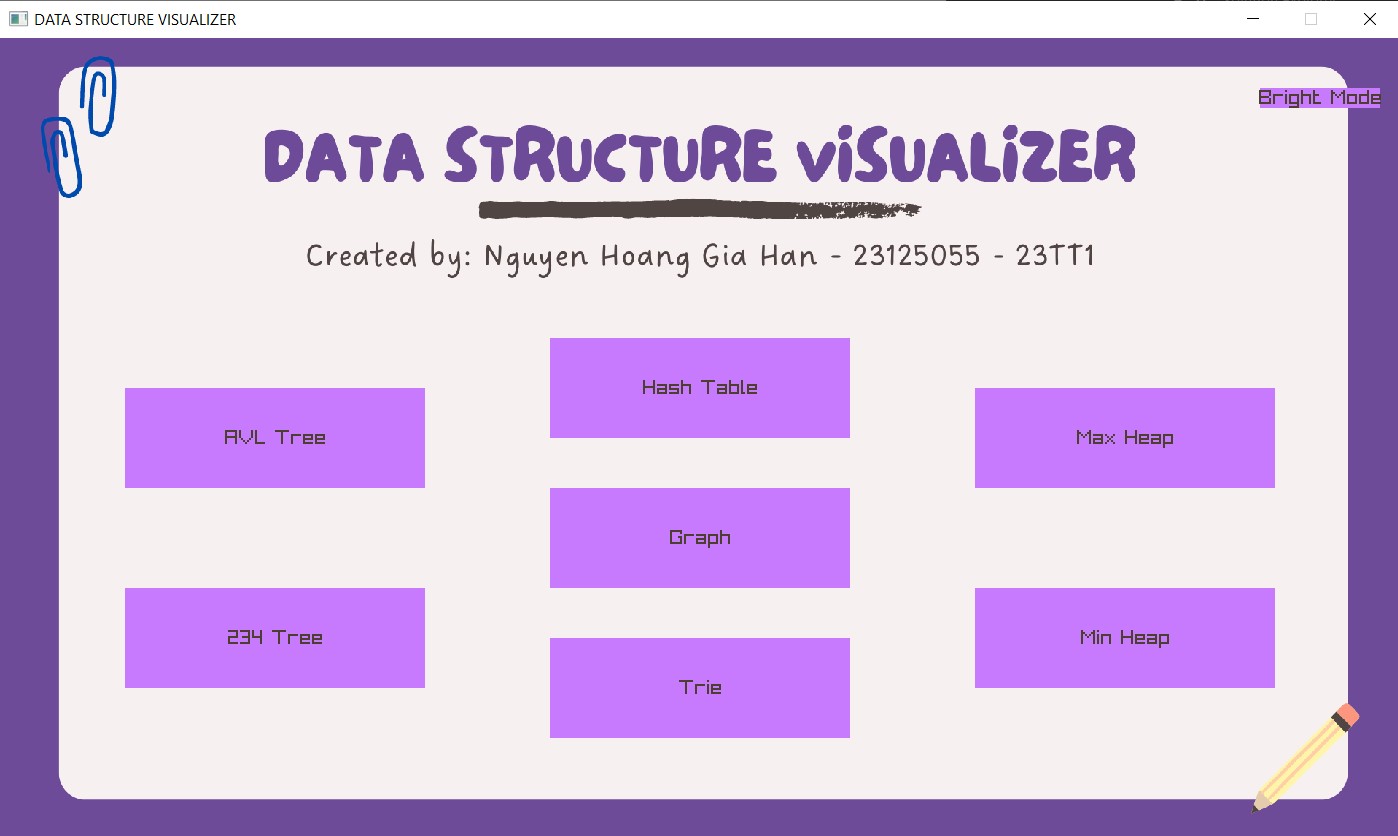 DATA STRUCTURE VISUALIZER
Bright Mode
DATA STRUCTURE ViSUALiZER
Created by: Nguyen Hoang Gia Han - 23125055 - 23TT1
Hash Table
AVL Tree
Max Heap
Graph
234 Tree
Min Heap
Trie